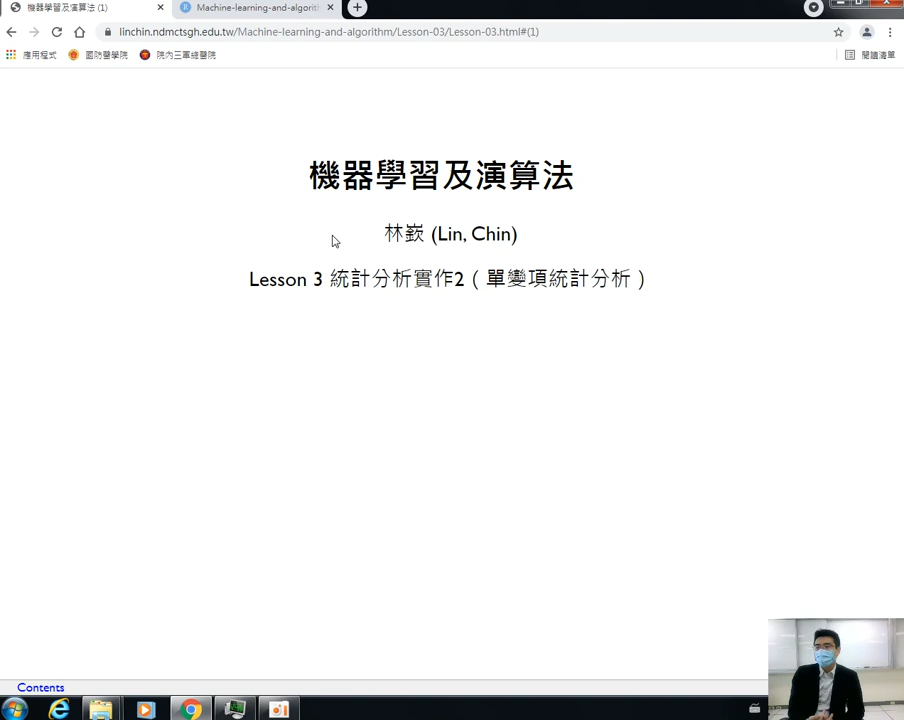 機器學習及演算法 (1)
Machine-learning-and-algorith
linchin.ndmctsgh.edu.tw/Machine-learning-and-algorithm/Lesson-03/Lesson-03.html#(1)
應用程式
國防醫學院
院內三軍總醫院
閱讀清單
機器學習及演算法
林嶔 (Lin, Chin)
Lesson 3 統計分析實作2（單變項統計分析）
Contents